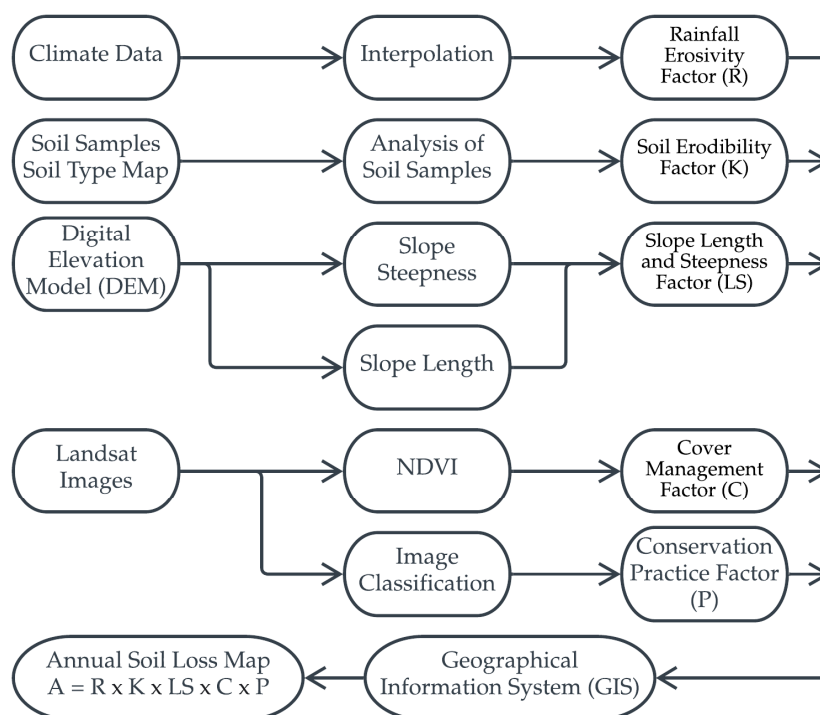 Climate Data
Interpolation
Rainfall
Erosivity
Factor (R)
Soil Samples
Soil Type Map
Analysis of
Soil Samples
Soil Erodibility
Factor (K)
Digital
Elevation
Model (DEM)
Slope
Steepness
Slope Length
and Steepness
Factor (LS)
Slope Length
Landsat
Images
NDVI
Cover
Management
Factor (C)
Image
Classification
Conservation
Practice Factor
(P)
Annual Soil Loss Map
A = R x K x LS x C x P
Geographical
Information System (GIS)